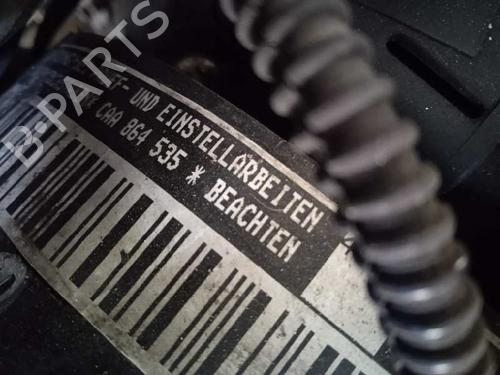 - UND EINSTELLARBEITEN
CAA 864 535 * BEACHTEN
B-PARTS